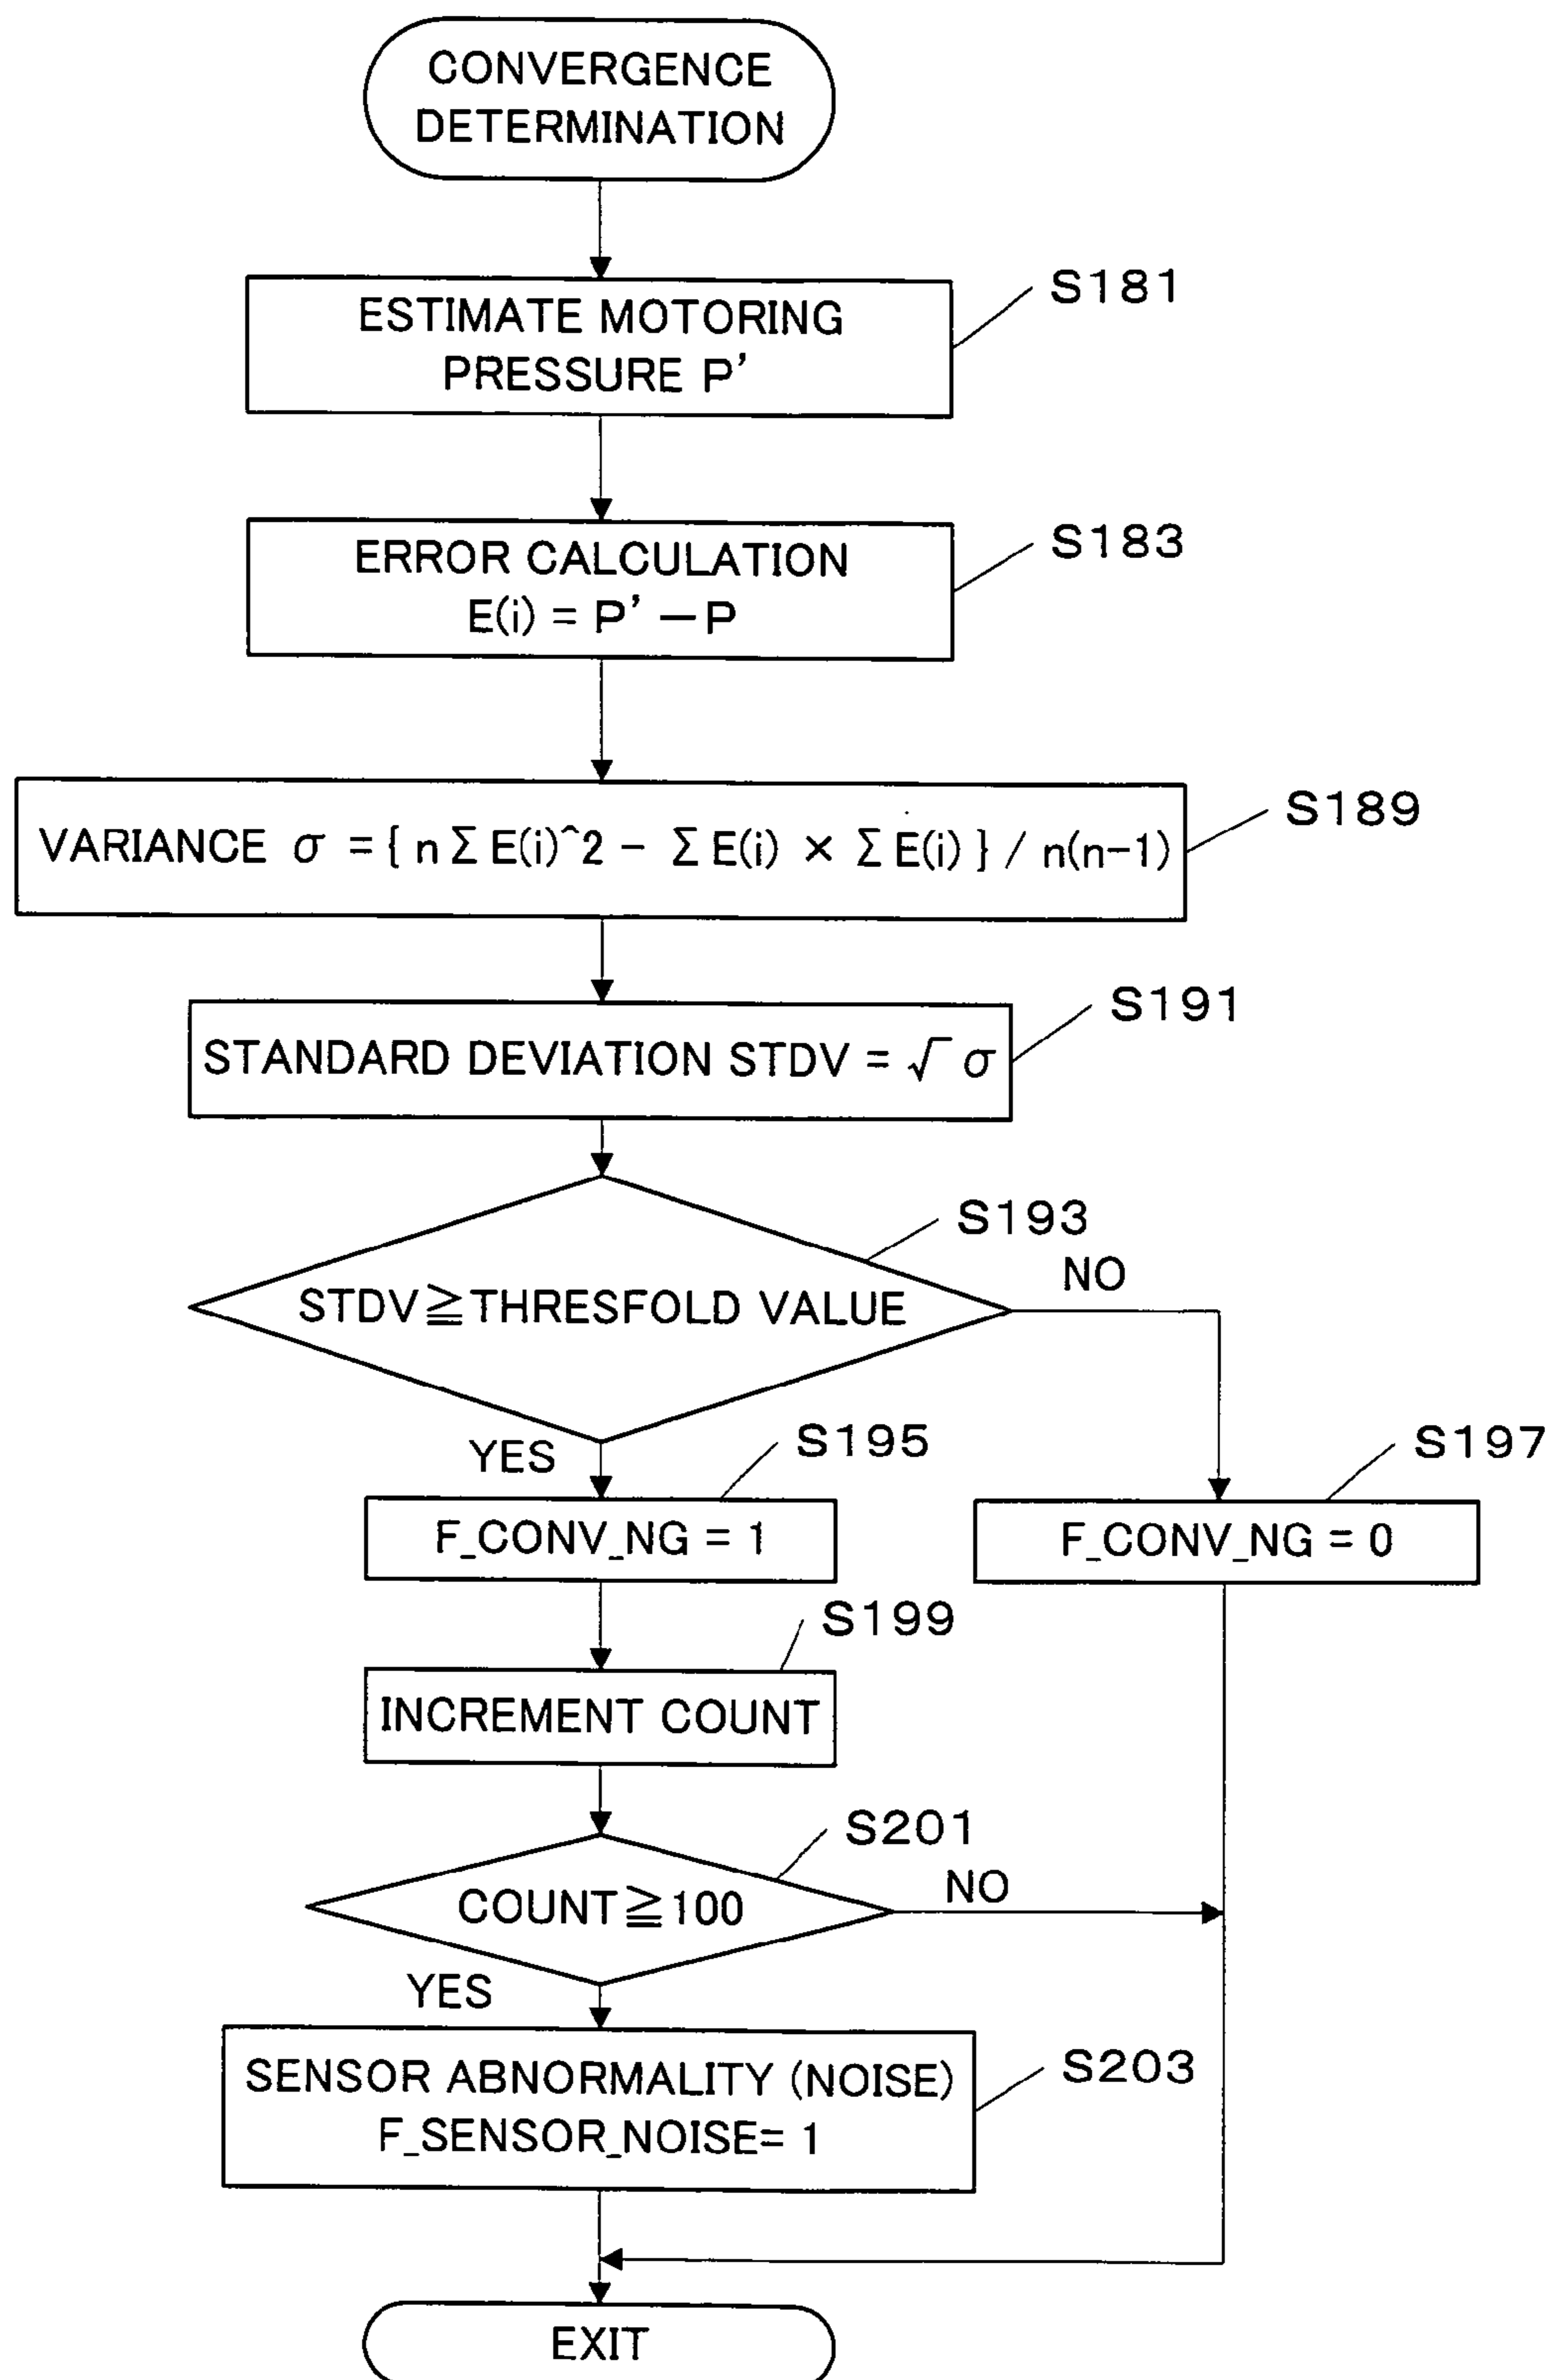 CONVERGENCE
DETERMINATION
ESTIMATE MOTORING
PRESSURE P'
S181
ERROR CALCULATION
E(i) = P' − P
S183
VARIANCE σ = { n Σ E(i)^2 − Σ E(i) × Σ E(i) } / n(n−1)
S189
STANDARD DEVIATION STDV = √ σ
S191
STDV ≧ THRESFOLD VALUE
S193
NO
YES
F_CONV_NG = 1
S195
F_CONV_NG = 0
S197
INCREMENT COUNT
S199
COUNT ≧ 100
S201
NO
YES
SENSOR ABNORMALITY (NOISE)
F_SENSOR_NOISE= 1
S203
EXIT